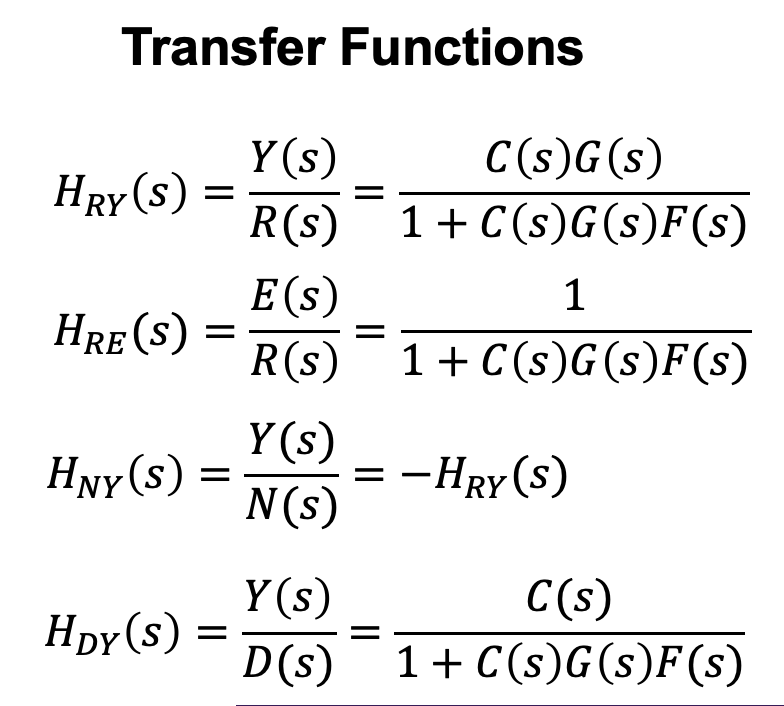 Transfer Functions
H_{RY}(s) = \frac{Y(s)}{R(s)} = \frac{C(s)G(s)}{1 + C(s)G(s)F(s)}
H_{RE}(s) = \frac{E(s)}{R(s)} = \frac{1}{1 + C(s)G(s)F(s)}
H_{NY}(s) = \frac{Y(s)}{N(s)} = -H_{RY}(s)
H_{DY}(s) = \frac{Y(s)}{D(s)} = \frac{C(s)}{1 + C(s)G(s)F(s)}